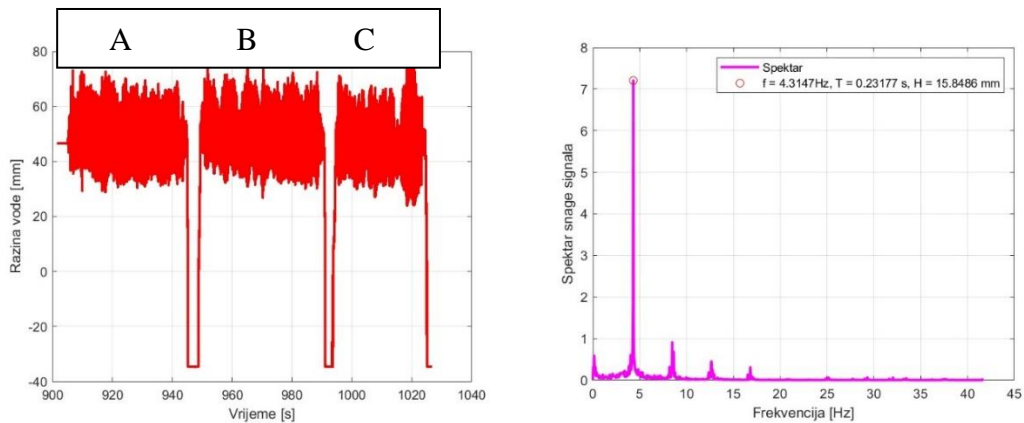 A B C
80
60
40
20
0
-20
-40
900 920 940 960 980 1000 1020 1040
Razina vode [mm]
Vrijeme [s]
8
7
6
5
4
3
2
1
0
0 5 10 15 20 25 30 35 40 45
Spektar snage signala
Frekvencija [Hz]
Spektar
f = 4.3147Hz, T = 0.23177 s, H = 15.8486 mm